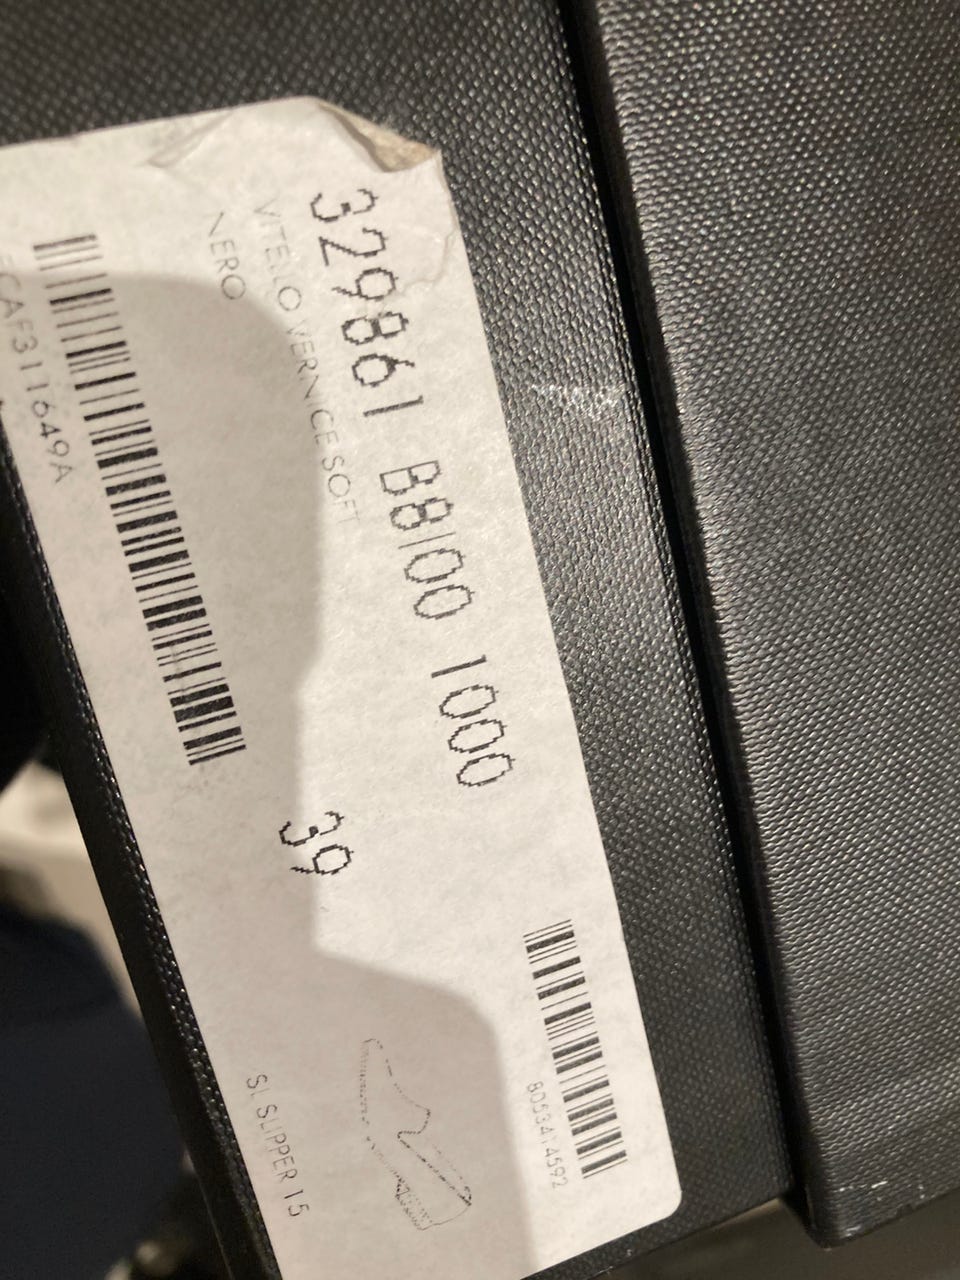 329861 B8I00 1000
VITELLO VERNICE SOFT
NERO
CAF311649A
39
8053414592
SL SLIPPER 15